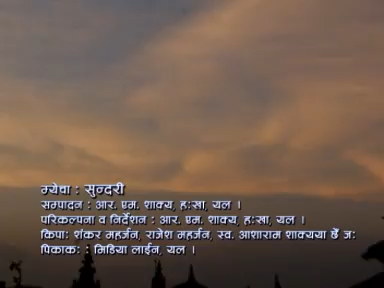 म्येचा : सुन्दरी
सम्पादन : आर. एम. शाक्य, हःखा, यल ।
परिकल्पना व निर्देशन : आर. एम. शाक्य, हःखा, यल ।
किपाः शंकर महर्जन, राजेश महर्जन, स्व. आशाराम शाक्यया छेँ जः
पिकाकः : मिडिया लाईन, यल ।